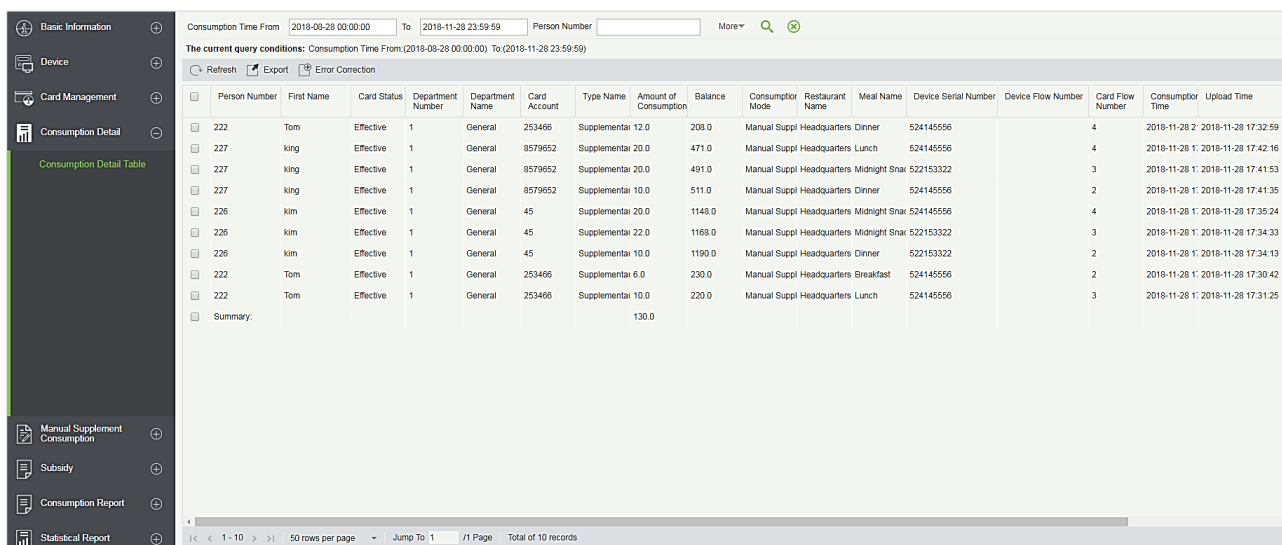 Basic Information
Device
Card Management
Consumption Detail
Consumption Detail Table
Manual Supplement
Consumption
Subsidy
Consumption Report
Statistical Report
Consumption Time From 2018-08-28 00:00:00 To 2018-11-28 23:59:59 Person Number More
The current query conditions: Consumption Time From:(2018-08-28 00:00:00) To:(2018-11-28 23:59:59)
Refresh Export Error Correction
Person Number First Name Card Status Department Number Department Name Card Account Type Name Amount of Consumption Balance Consumption Mode Restaurant Name Meal Name Device Serial Number Device Flow Number Card Flow Number Consumption Time Upload Time
222 Tom Effective 1 General 253466 Supplementar 12.0 208.0 Manual Suppl Headquarters Dinner 524145556 4 2018-11-28 2 2018-11-28 17:32:59
227 king Effective 1 General 8579652 Supplementar 20.0 471.0 Manual Suppl Headquarters Lunch 524145556 4 2018-11-28 1 2018-11-28 17:42:16
227 king Effective 1 General 8579652 Supplementar 20.0 491.0 Manual Suppl Headquarters Midnight Snac 522153322 3 2018-11-28 1 2018-11-28 17:41:53
227 king Effective 1 General 8579652 Supplementar 10.0 511.0 Manual Suppl Headquarters Dinner 524145556 2 2018-11-28 1 2018-11-28 17:41:35
226 kim Effective 1 General 45 Supplementar 20.0 1148.0 Manual Suppl Headquarters Midnight Snac 524145556 4 2018-11-28 1 2018-11-28 17:35:24
226 kim Effective 1 General 45 Supplementar 22.0 1168.0 Manual Suppl Headquarters Midnight Snac 522153322 3 2018-11-28 1 2018-11-28 17:34:33
226 kim Effective 1 General 45 Supplementar 10.0 1190.0 Manual Suppl Headquarters Dinner 522153322 2 2018-11-28 1 2018-11-28 17:34:13
222 Tom Effective 1 General 253466 Supplementar 6.0 230.0 Manual Suppl Headquarters Breakfast 524145556 2 2018-11-28 1 2018-11-28 17:30:42
222 Tom Effective 1 General 253466 Supplementar 10.0 220.0 Manual Suppl Headquarters Lunch 524145556 3 2018-11-28 1 2018-11-28 17:31:25
Summary: 130.0
1 - 10 50 rows per page Jump To 1 /1 Page Total of 10 records